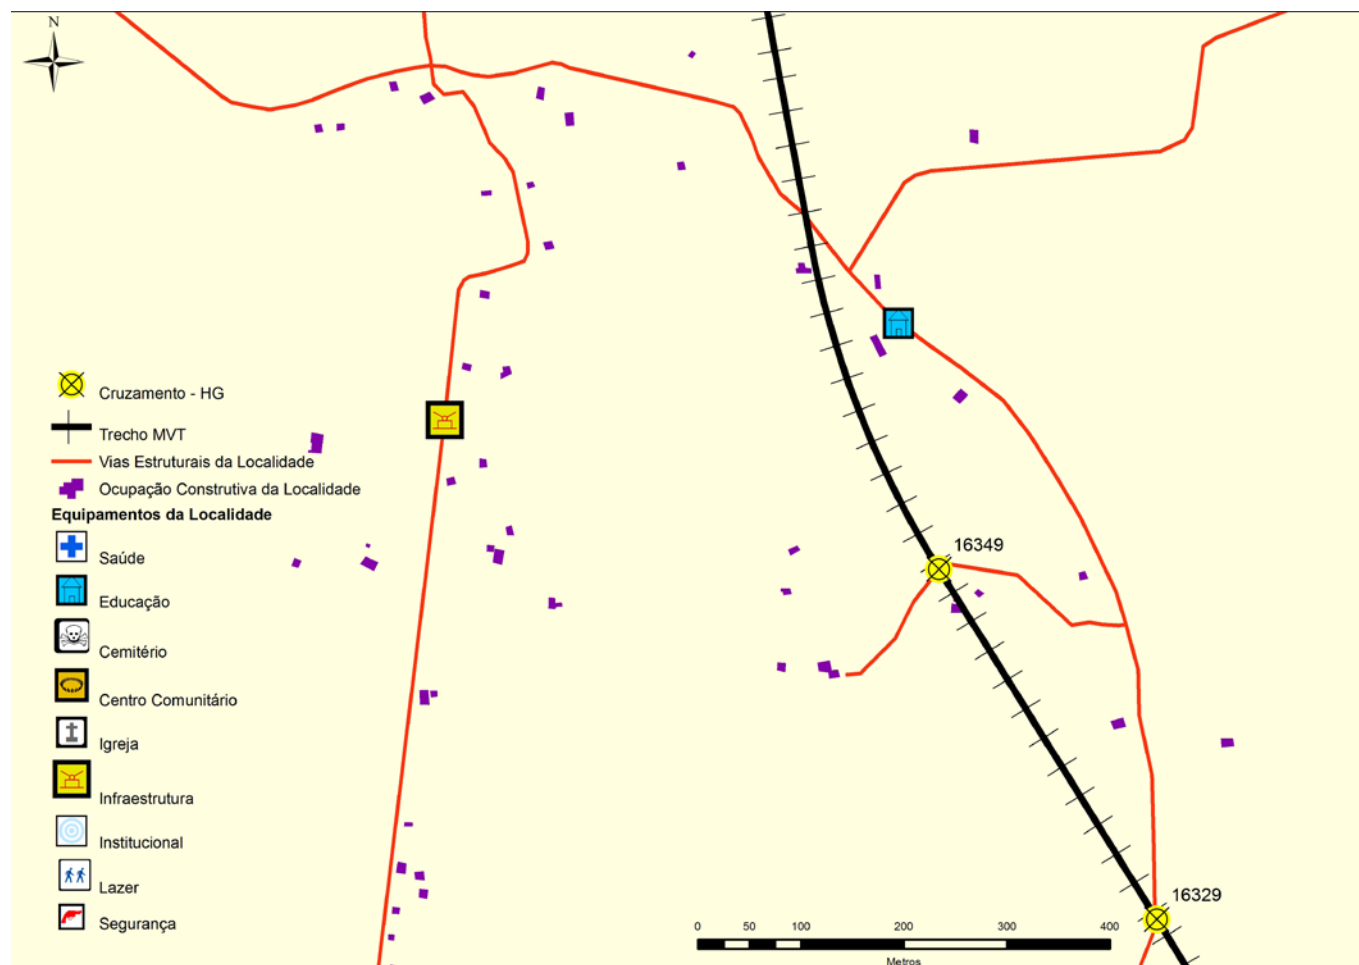 N
Cruzamento - HG
Trecho MVT
Vias Estruturais da Localidade
Ocupação Construtiva da Localidade
Equipamentos da Localidade
Saúde
Educação
Cemitério
Centro Comunitário
Igreja
Infraestrutura
Institucional
Lazer
Segurança
16349
16329
0 50 100 200 300 400
Metros